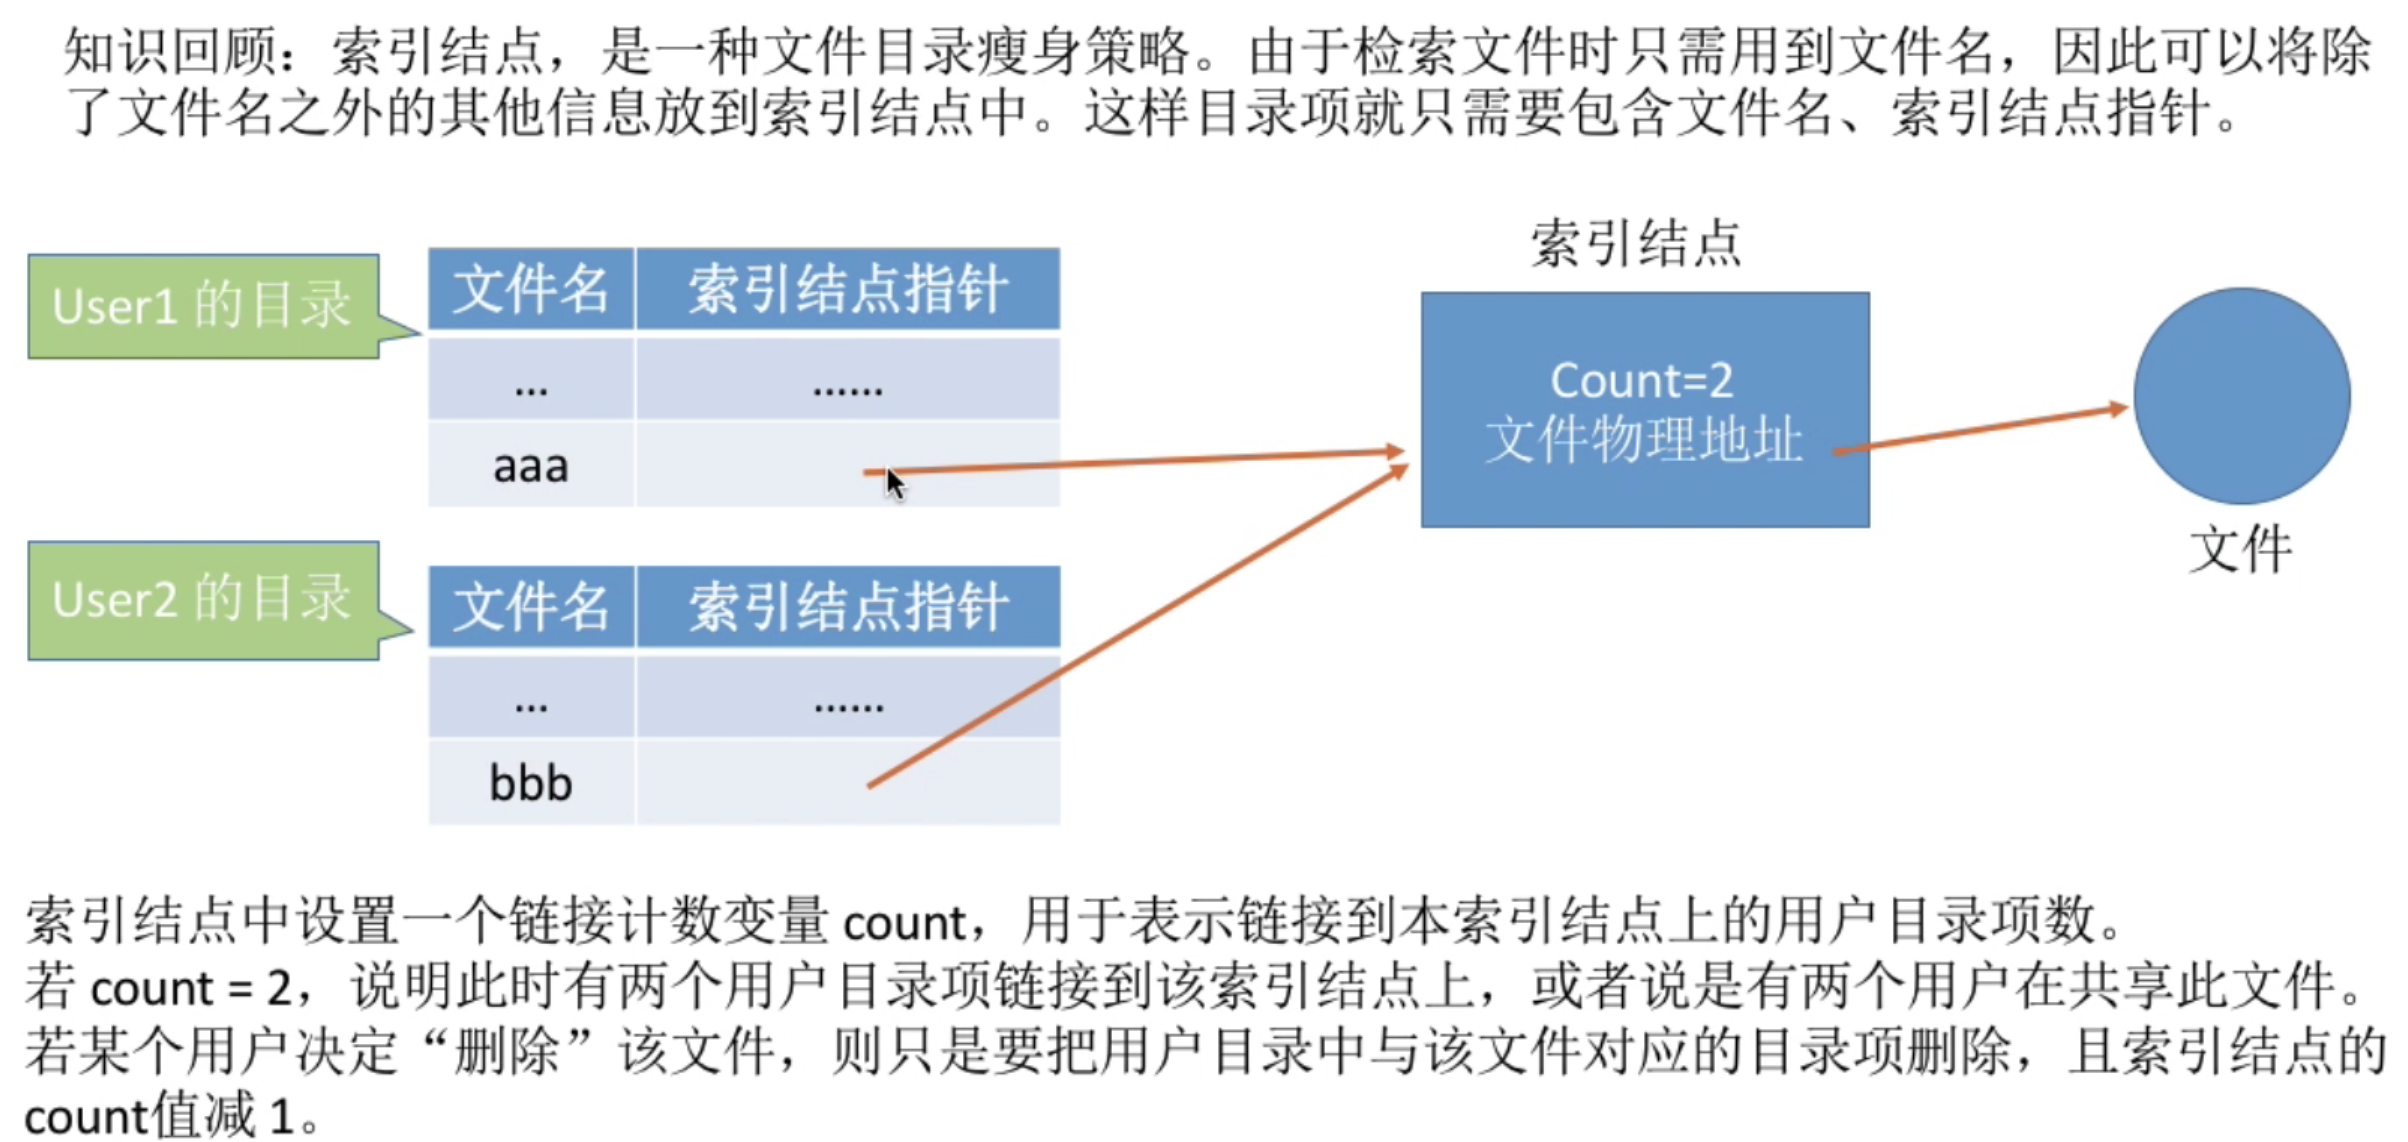 知识回顾：索引结点，是一种文件目录瘦身策略。由于检索文件时只需用到文件名，因此可以将除
了文件名之外的其他信息放到索引结点中。这样目录项就只需要包含文件名、索引结点指针。
索引结点
User1 的目录
文件名 索引结点指针
... ......
aaa
Count=2
文件物理地址
文件
User2 的目录
文件名 索引结点指针
... ......
bbb
索引结点中设置一个链接计数变量 count，用于表示链接到本索引结点上的用户目录项数。
若 count = 2，说明此时有两个用户目录项链接到该索引结点上，或者说是有两个用户在共享此文件。
若某个用户决定“删除”该文件，则只是要把用户目录中与该文件对应的目录项删除，且索引结点的
count值减 1。